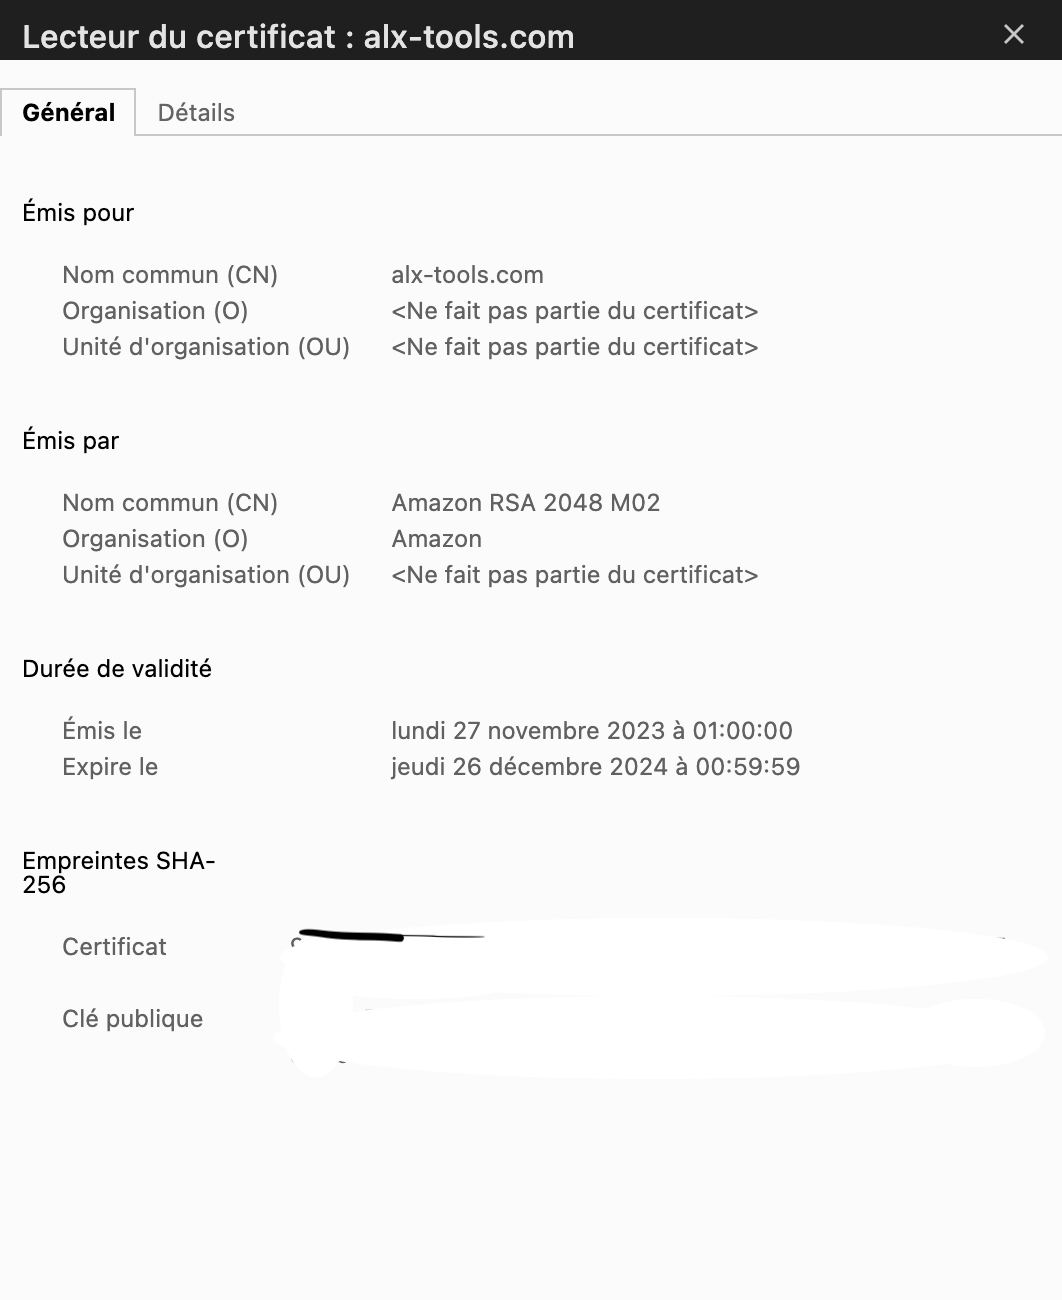 Lecteur du certificat : alx-tools.com
Général Détails
Émis pour
Nom commun (CN) alx-tools.com
Organisation (O) <Ne fait pas partie du certificat>
Unité d'organisation (OU) <Ne fait pas partie du certificat>
Émis par
Nom commun (CN) Amazon RSA 2048 M02
Organisation (O) Amazon
Unité d'organisation (OU) <Ne fait pas partie du certificat>
Durée de validité
Émis le lundi 27 novembre 2023 à 01:00:00
Expire le jeudi 26 décembre 2024 à 00:59:59
Empreintes SHA-
256
Certificat
Clé publique